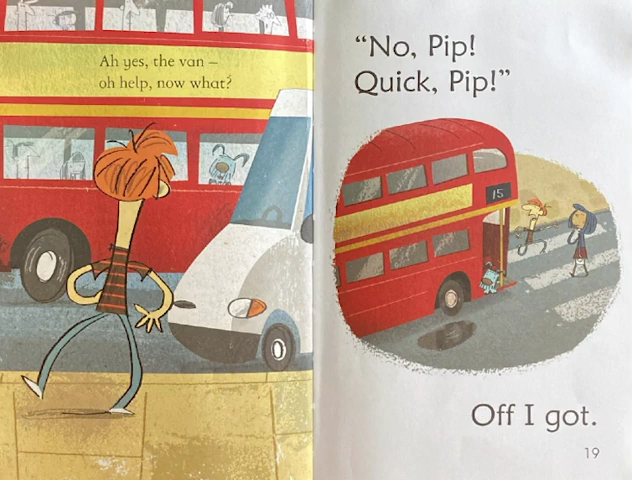 Ah yes, the van –
oh help, now what?
“No, Pip!
Quick, Pip!”
15
Off I got.
19